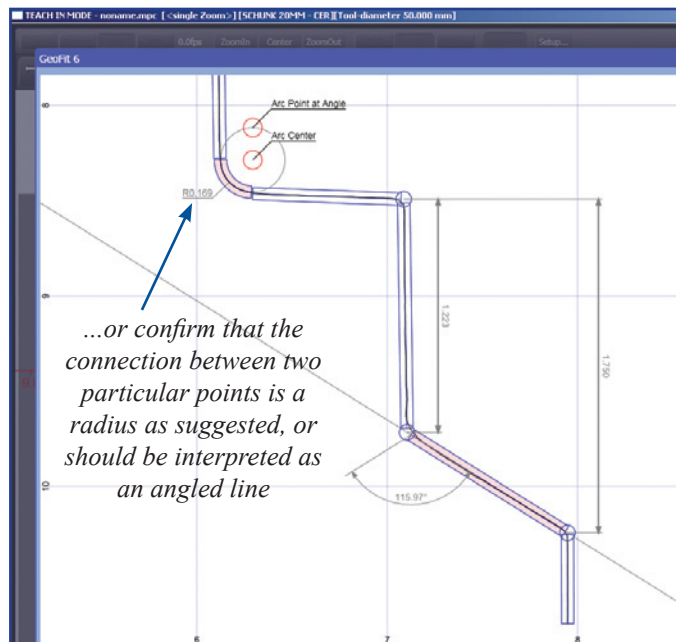 TEACH IN MODE - noname.mpc [ <single Zoom> ] [SCHUNK 20MM - CER][Tool-diameter 50.000 mm]
0.0fps ZoomIn Center ZoomOut Setup...
GeoFit 6
8
Arc Point at Angle
Arc Center
R0.169
9
1.223
1.750
...or confirm that the
connection between two
particular points is a
radius as suggested, or
should be interpreted as
an angled line
10
115.97°
6
7
8